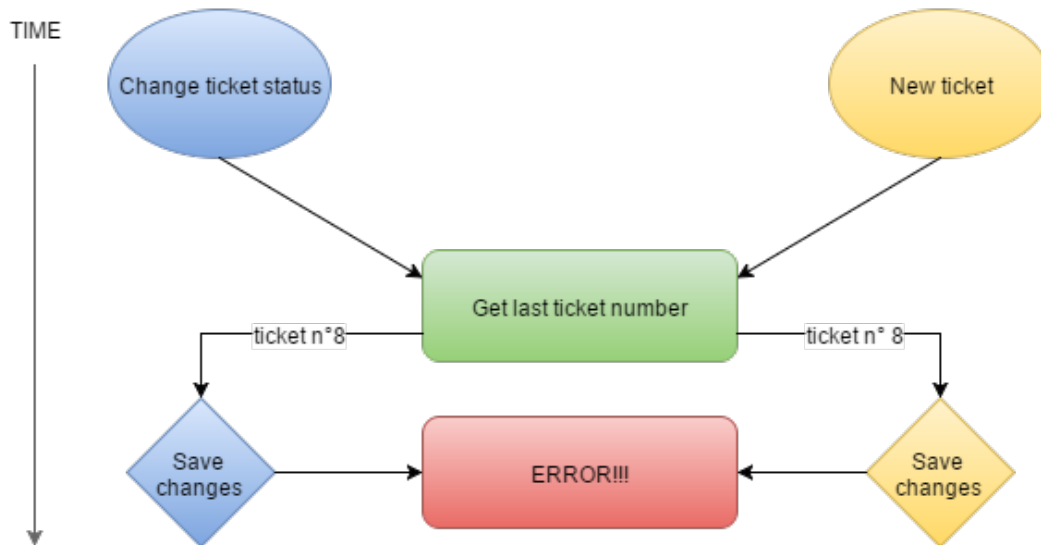 TIME
Change ticket status
New ticket
Get last ticket number
ticket n°8
ticket n° 8
Save
changes
ERROR!!!
Save
changes